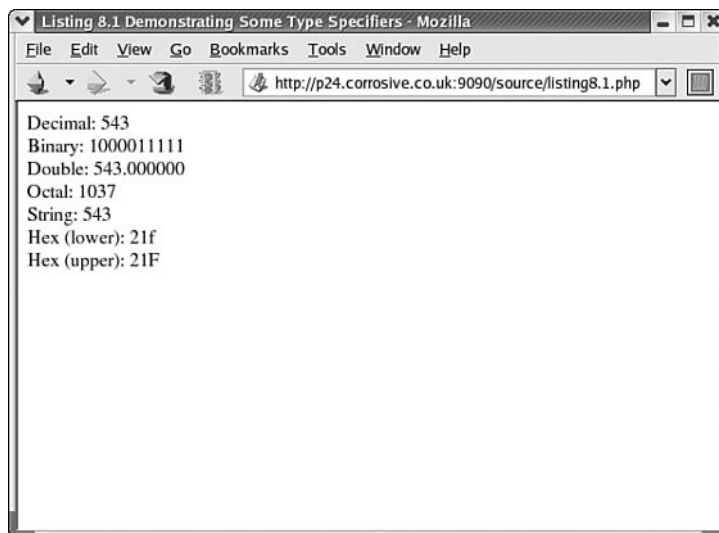 Listing 8.1 Demonstrating Some Type Specifiers - Mozilla
File Edit View Go Bookmarks Tools Window Help
http://p24.corrosive.co.uk:9090/source/listing8.1.php
Decimal: 543
Binary: 1000011111
Double: 543.000000
Octal: 1037
String: 543
Hex (lower): 21f
Hex (upper): 21F